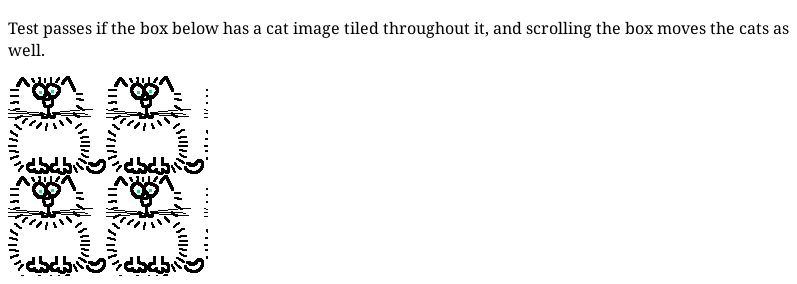 Test passes if the box below has a cat image tiled throughout it, and scrolling the box moves the cats as
well.